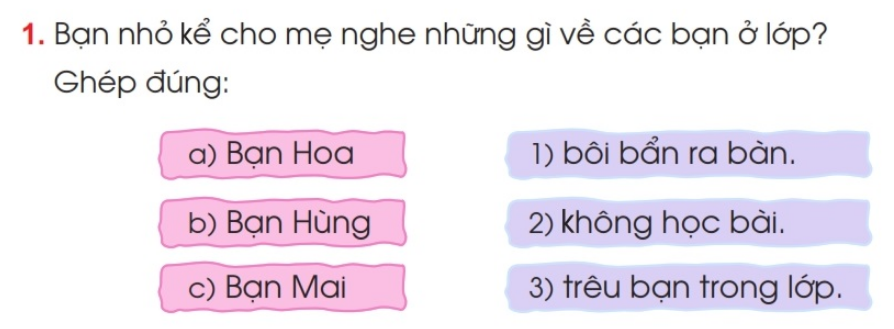 1. Bạn nhỏ kể cho mẹ nghe những gì về các bạn ở lớp?
Ghép đúng:
a) Bạn Hoa
1) bôi bẩn ra bàn.
b) Bạn Hùng
2) không học bài.
c) Bạn Mai
3) trêu bạn trong lớp.